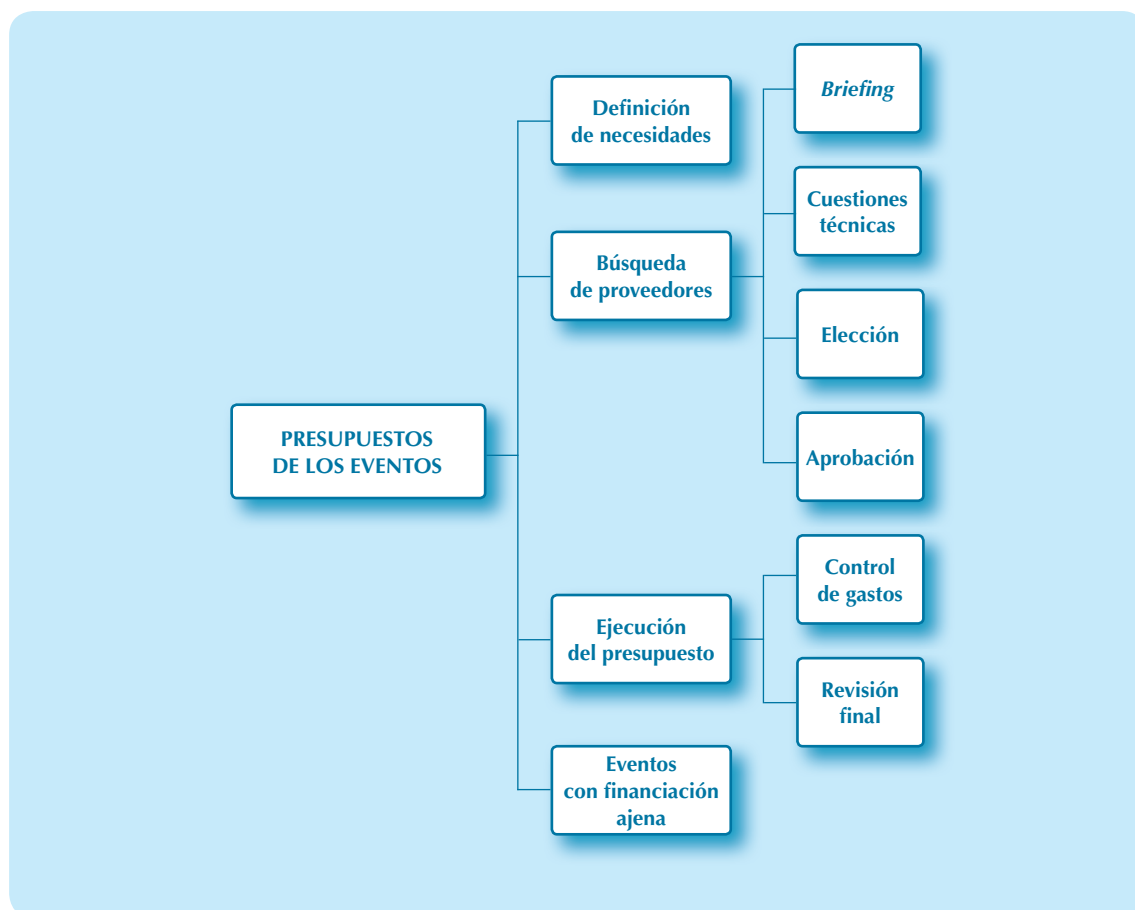 PRESUPUESTOS
DE LOS EVENTOS
Definición
de necesidades
Búsqueda
de proveedores
Briefing
Cuestiones
técnicas
Elección
Aprobación
Ejecución
del presupuesto
Control
de gastos
Revisión
final
Eventos
con financiación
ajena